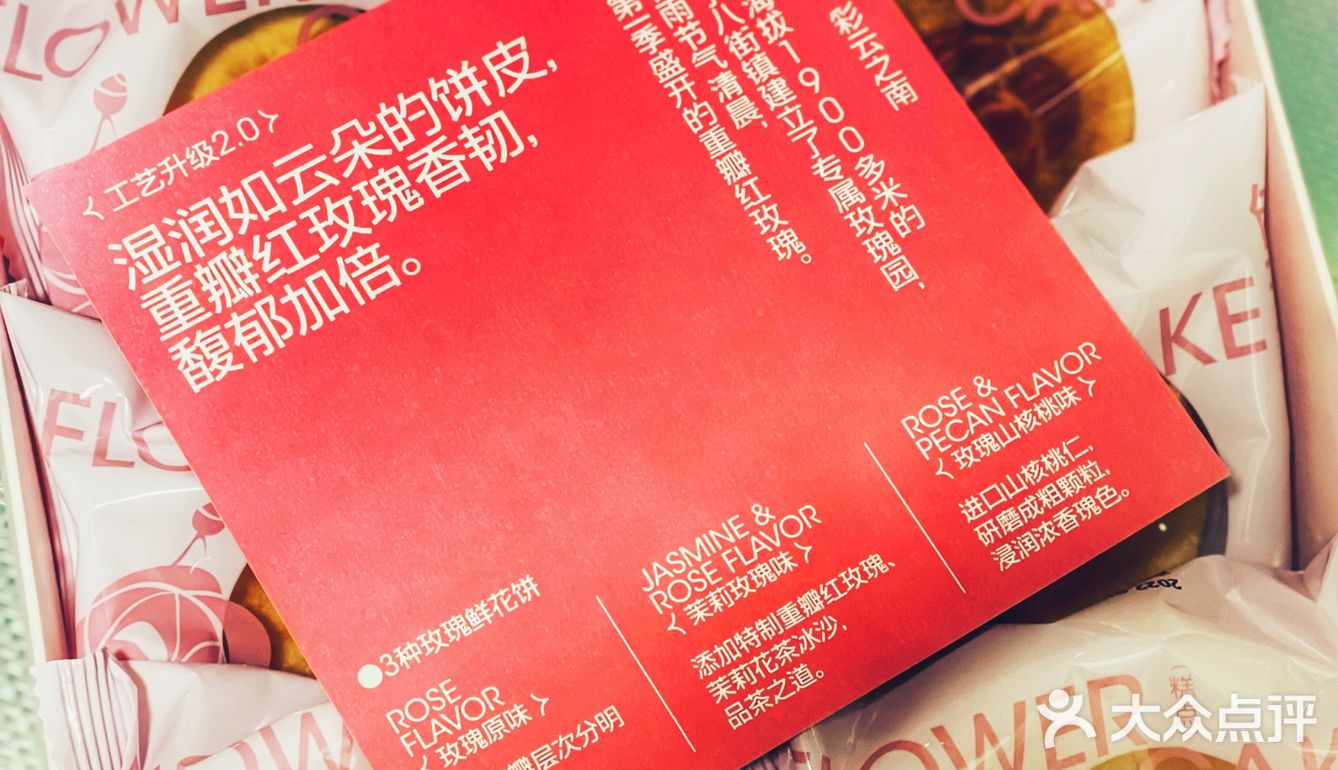 〈工艺升级2.0〉
湿润如云朵的饼皮,
重瓣红玫瑰香韧,
馥郁加倍。
彩云之南
海拔1900多米的
八街镇建立了专属玫瑰园,
雨节气清晨,
第一季盛开的重瓣红玫瑰。
●3种玫瑰鲜花饼
ROSE
FLAVOR
〈玫瑰原味〉
瓣层次分明
JASMINE &
ROSE FLAVOR
〈茉莉玫瑰味〉
添加特制重瓣红玫瑰、
茉莉花茶冰沙,
品茶之道。
ROSE &
PECAN FLAVOR
〈玫瑰山核桃味〉
进口山核桃仁,
研磨成粗颗粒,
浸润浓香瑰色。
FLOWER
CAK
FLO
KE
LOWER
CAK
糕
大众点评